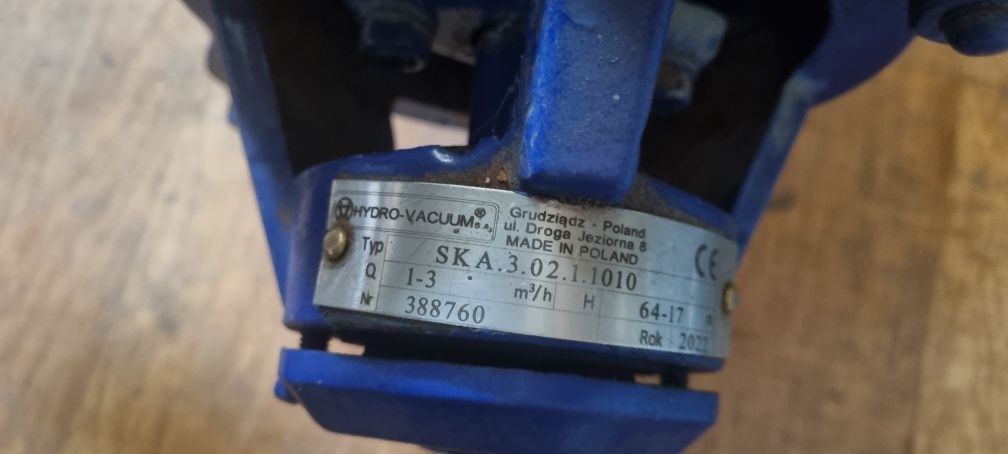 HYDRO-VACUUM® S.A.
Grudziądz - Poland
ul. Droga Jeziorna 8
MADE IN POLAND
CE
Typ SKA.3.02.1.1010
Q 1-3 m³/h H 64-17 m
Nr 388760 Rok 2022